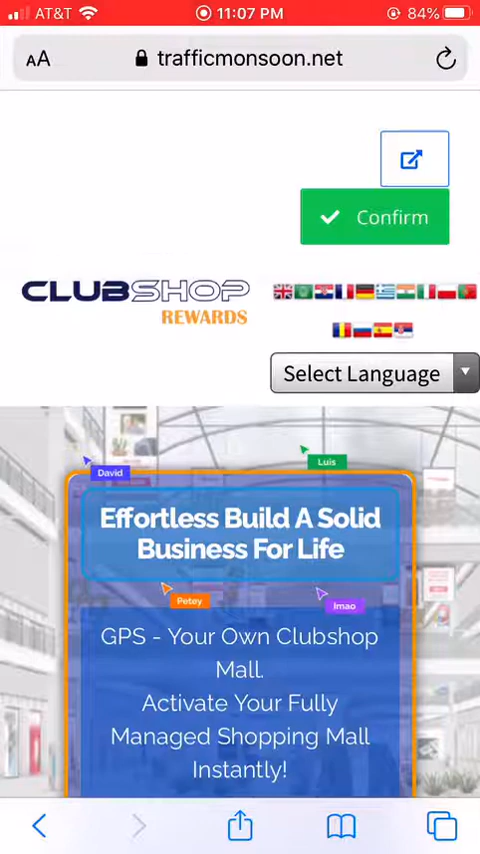 AT&T 11:07 PM 84%
AA trafficmonsoon.net
Confirm
CLUBSHOP
REWARDS
Select Language
David
Luis
Effortless Build A Solid
Business For Life
Petey
lmao
GPS - Your Own Clubshop
Mall.
Activate Your Fully
Managed Shopping Mall
Instantly!